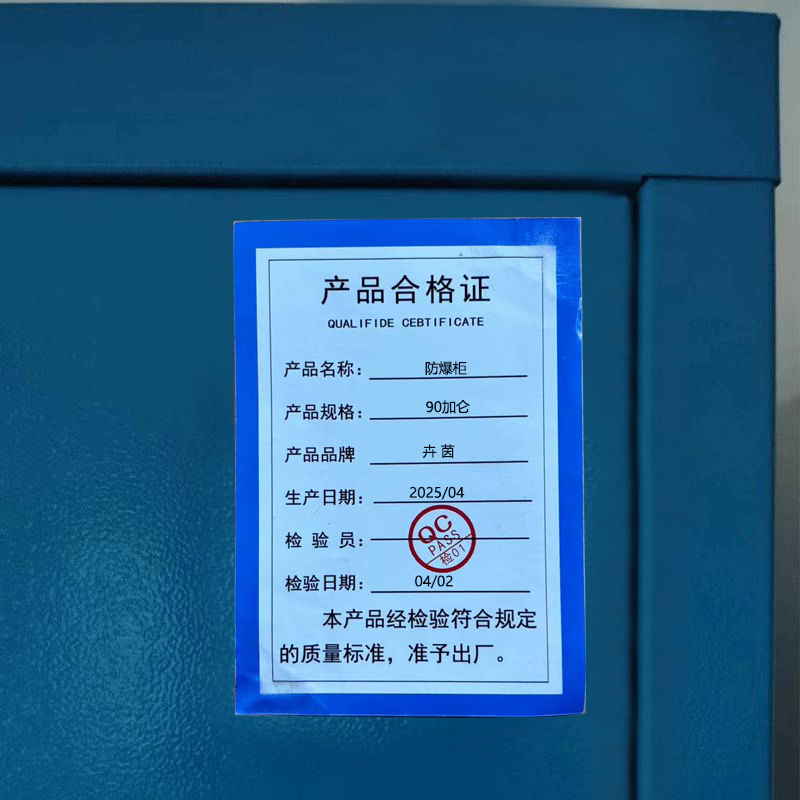 产品合格证
QUALIFIDE CEBTIFICATE
产品名称： 防爆柜
产品规格： 90加仑
产品品牌 卉茵
生产日期： 2025/04
检 验 员： QC PASS 检01
检验日期： 04/02
本产品经检验符合规定
的质量标准，准予出厂。